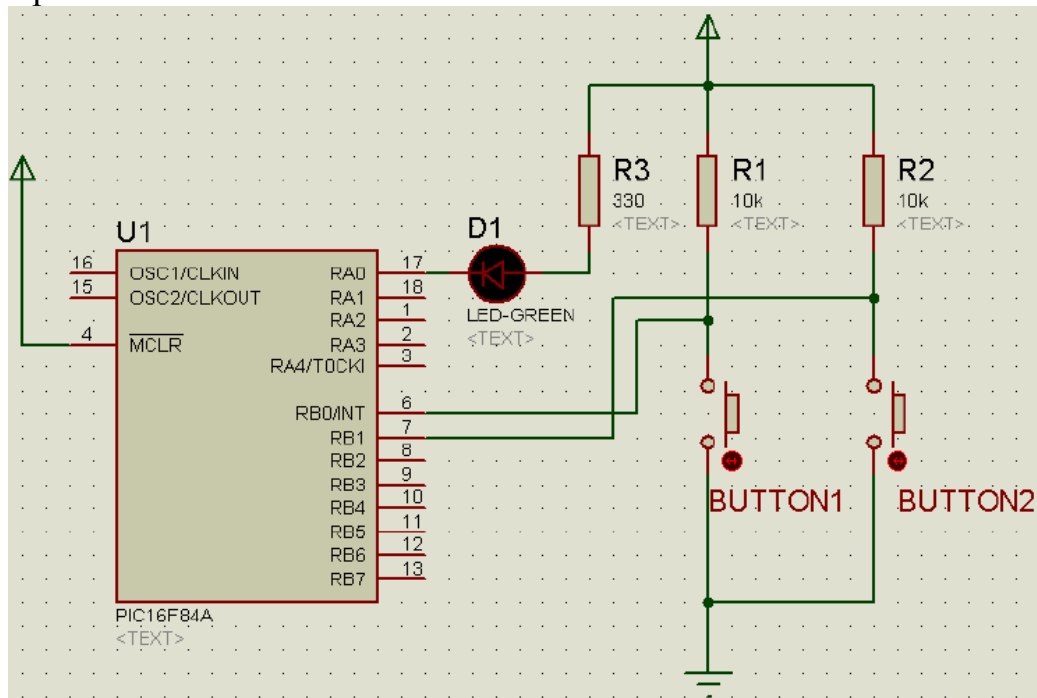 U1
16
OSC1/CLKIN
15
OSC2/CLKOUT
4
MCLR
RA0
17
RA1
18
RA2
1
RA3
2
RA4/T0CKI
3
RB0/INT
6
RB1
7
RB2
8
RB3
9
RB4
10
RB5
11
RB6
12
RB7
13
PIC16F84A
<TEXT>
D1
LED-GREEN
<TEXT>
R3
330
<TEXT>
R1
10k
<TEXT>
R2
10k
<TEXT>
BUTTON1
BUTTON2